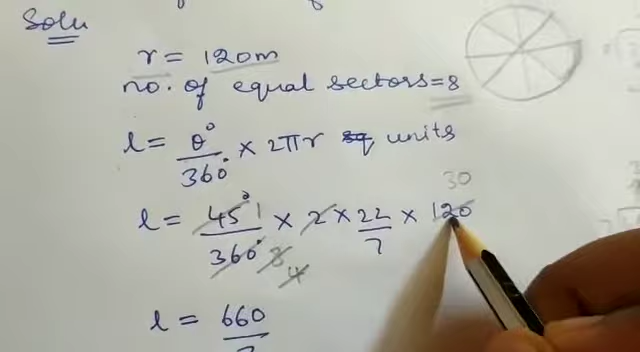 Solu
r = 120m
no. of equal sectors=8
l = θ°/360° × 2πr sq units
30
l = 45° 1/360° 8 4 × 2 × 22/7 × 120
l = 660/7